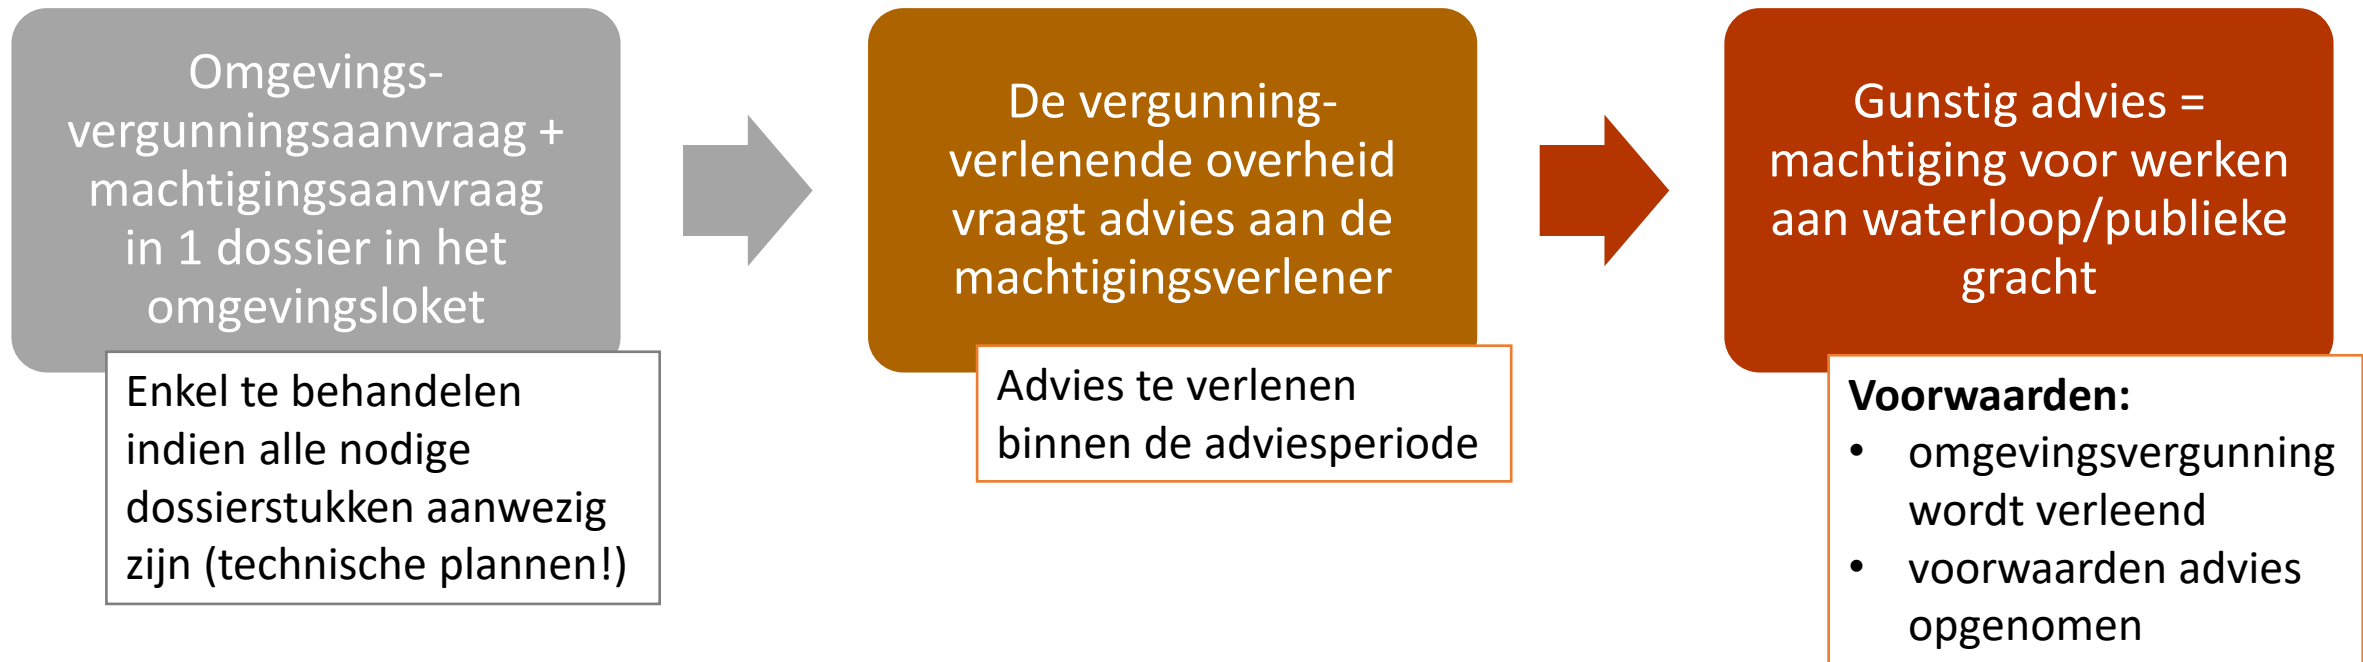 Omgevings-
vergunningsaanvraag +
machtigingsaanvraag
in 1 dossier in het
omgevingsloket
Enkel te behandelen
indien alle nodige
dossierstukken aanwezig
zijn (technische plannen!)
De vergunning-
verlenende overheid
vraagt advies aan de
machtigingsverlener
Advies te verlenen
binnen de adviesperiode
Gunstig advies =
machtiging voor werken
aan waterloop/publieke
gracht
Voorwaarden:
• omgevingsvergunning
wordt verleend
• voorwaarden advies
opgenomen